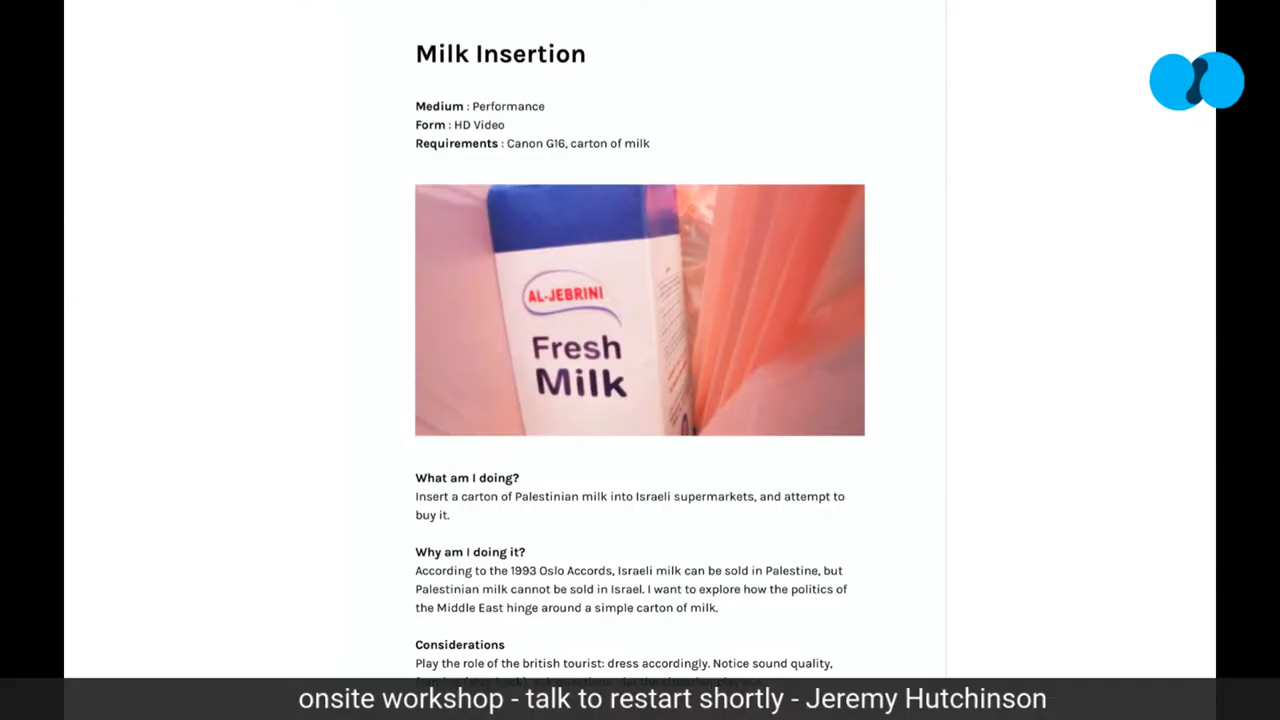 Milk Insertion
Medium : Performance
Form : HD Video
Requirements : Canon G16, carton of milk
AL-JEBRINI
Fresh
Milk
What am I doing?
Insert a carton of Palestinian milk into Israeli supermarkets, and attempt to
buy it.
Why am I doing it?
According to the 1993 Oslo Accords, Israeli milk can be sold in Palestine, but
Palestinian milk cannot be sold in Israel. I want to explore how the politics of
the Middle East hinge around a simple carton of milk.
Considerations
Play the role of the british tourist: dress accordingly. Notice sound quality,
onsite workshop - talk to restart shortly - Jeremy Hutchinson